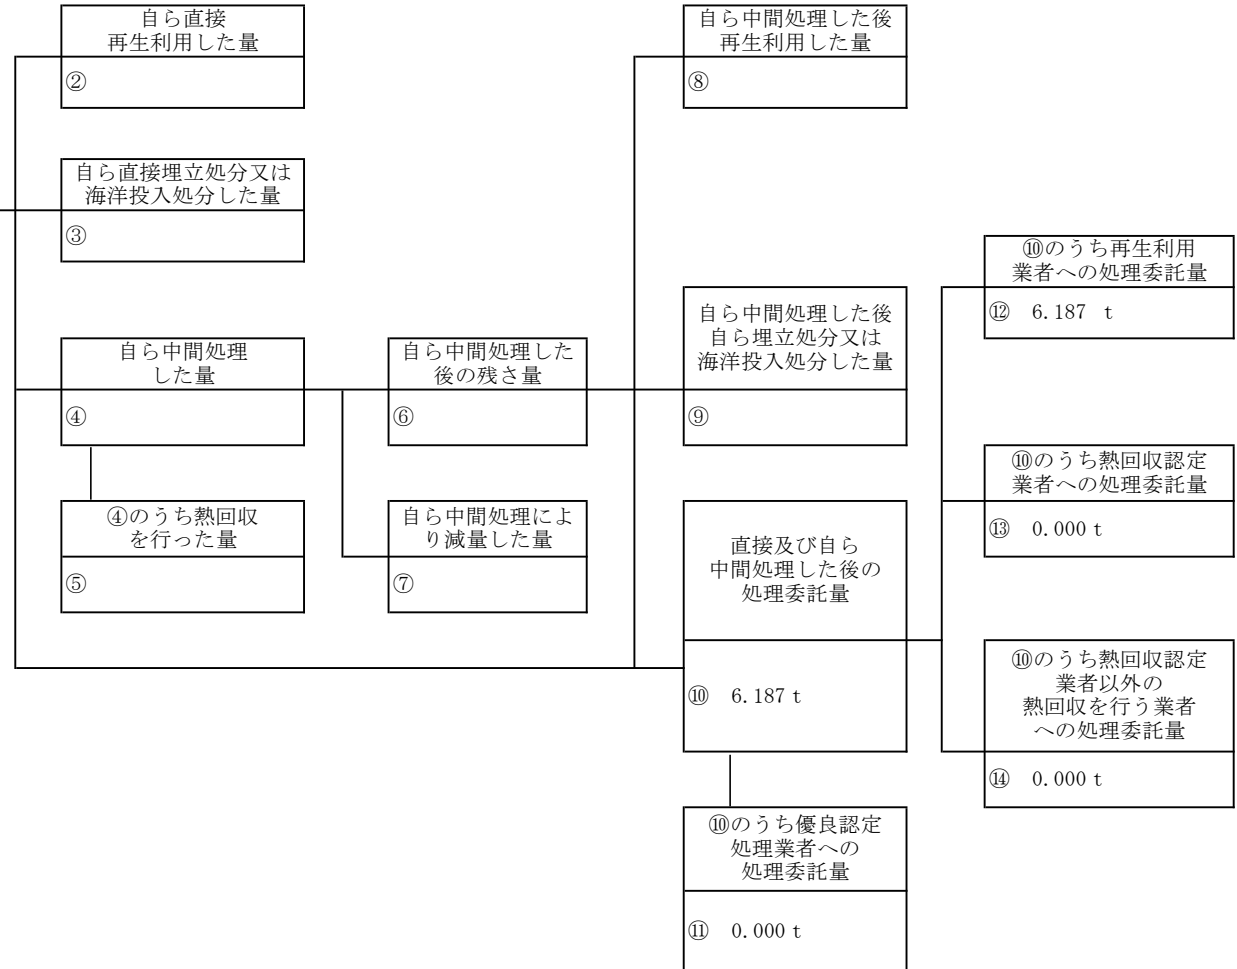 自ら直接
再生利用した量
②
自ら中間処理した後
再生利用した量
⑧
自ら直接埋立処分又は
海洋投入処分した量
③
⑩のうち再生利用
業者への処理委託量
⑫ 6.187 t
自ら中間処理した後
自ら埋立処分又は
海洋投入処分した量
⑨
自ら中間処理
した量
④
自ら中間処理した
後の残さ量
⑥
⑩のうち熱回収認定
業者への処理委託量
⑬ 0.000 t
④のうち熱回収
を行った量
⑤
自ら中間処理によ
り減量した量
⑦
直接及び自ら
中間処理した後の
処理委託量
⑩ 6.187 t
⑩のうち熱回収認定
業者以外の
熱回収を行う業者
への処理委託量
⑭ 0.000 t
⑩のうち優良認定
処理業者への
処理委託量
⑪ 0.000 t